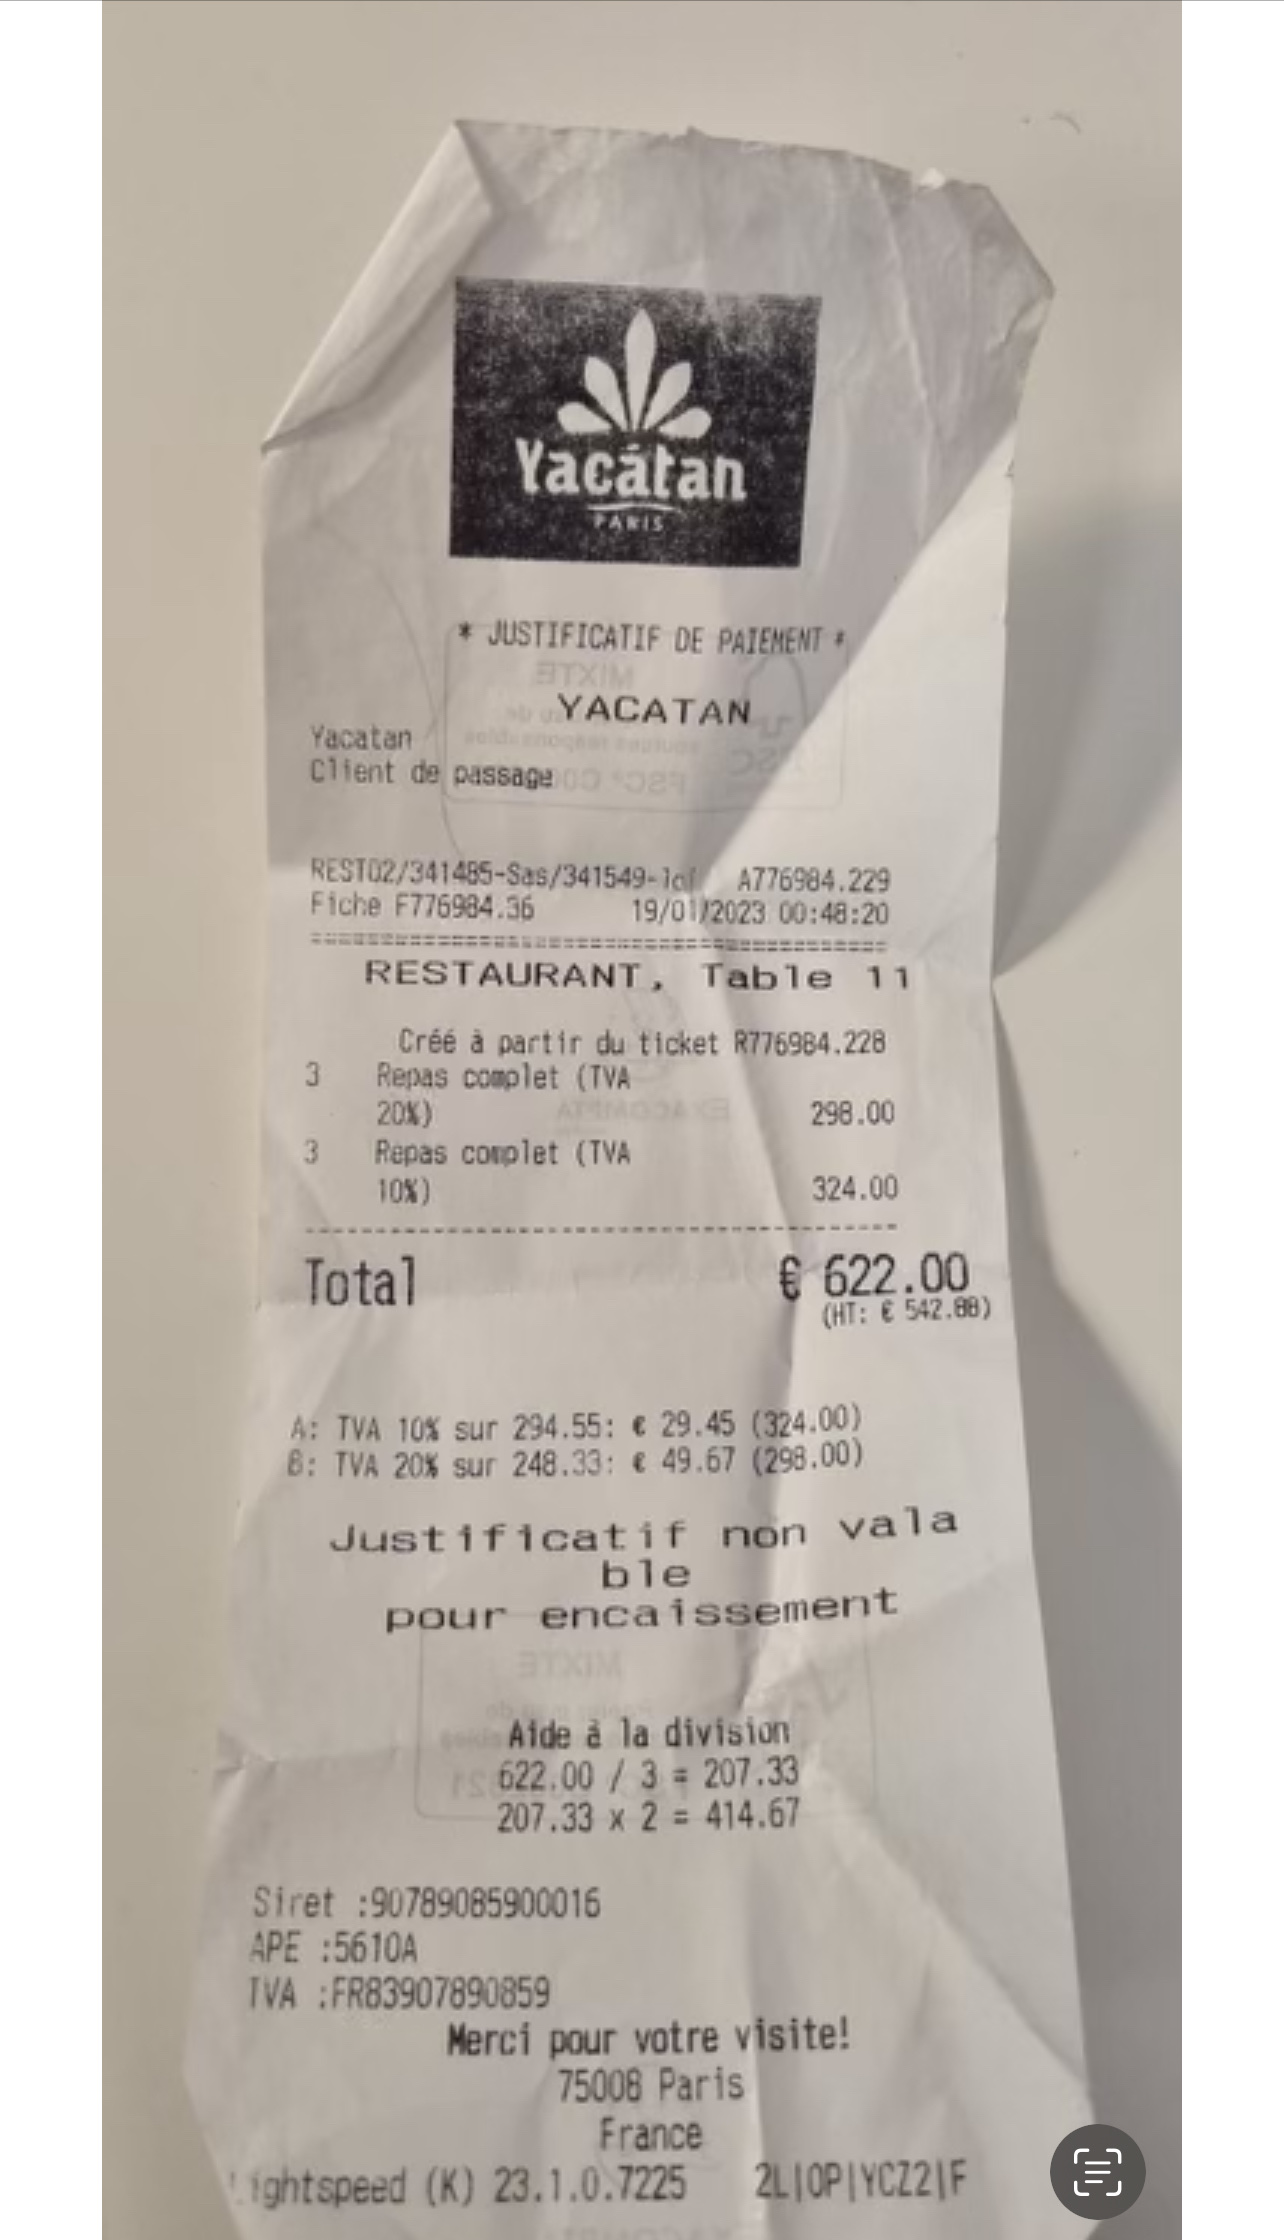 Yacátan
PARIS
* JUSTIFICATIF DE PAIEMENT *
YACATAN
Yacatan
Client de passage
REST02/341485-Sas/341549-lof A776984.229
Fiche F776984.36 19/01/2023 00:48:20
==========================================
RESTAURANT, Table 11
Créé à partir du ticket R776984.228
3 Repas complet (TVA
20%) 298.00
3 Repas complet (TVA
10%) 324.00
------------------------------------------
Total € 622.00
(HT: € 542.88)
A: TVA 10% sur 294.55: € 29.45 (324.00)
B: TVA 20% sur 248.33: € 49.67 (298.00)
Justificatif non vala
ble
pour encaissement
MIXTE
Aide à la division
622.00 / 3 = 207.33
207.33 x 2 = 414.67
Siret :90789085900016
APE :5610A
TVA :FR83907890859
Merci pour votre visite!
75008 Paris
France
ightspeed (K) 23.1.0.7225 2L|OP|YCZ2|F